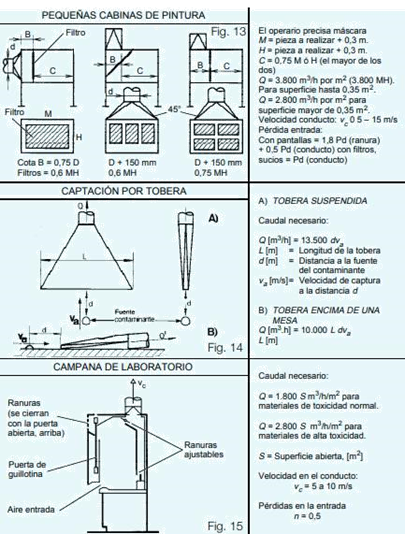 PEQUEÑAS CABINAS DE PINTURA
B
Filtro
Fig. 13
d
C
B
C
B
C
d
45°
Filtro
M
H
Cota B = 0,75 D
Filtros = 0,6 MH
D + 150 mm
0,6 MH
D + 150 mm
0,75 MH
El operario precisa máscara
M = pieza a realizar + 0,3 m.
H = pieza a realizar + 0,3 m.
C = 0,75 M ó H (el mayor de los
dos)
Q = 3.800 m³/h por m² (3.800 MH).
Para superficie hasta 0,35 m².
Q = 2.800 m³/h por m² para
superficie mayor de 0,35 m².
Velocidad conducto: vc 0 5 – 15 m/s
Pérdida entrada:
Con pantallas = 1,8 Pd (ranura)
+ 0,5 Pd (conducto) con filtros,
sucios = Pd (conducto)
CAPTACIÓN POR TOBERA
Q
A)
L
d
d
Va
Fuente
contaminante
B)
Va
d
Q'
Fig. 14
A) TOBERA SUSPENDIDA
Caudal necesario:
Q [m³/h] = 13.500 dva
L [m] = Longitud de la tobera
d [m] = Distancia a la fuente
del contaminante
va [m/s]= Velocidad de captura
a la distancia d
B) TOBERA ENCIMA DE UNA
MESA
Q [m³.h] = 10.000 L dva
L [m]
CAMPANA DE LABORATORIO
vc
Ranuras
(se cierran
con la puerta
abierta, arriba)
Ranuras
ajustables
Puerta de
guillotina
Aire entrada
Fig. 15
Caudal necesario:
Q = 1.800 S m³/h/m² para
materiales de toxicidad normal.
Q = 2.800 S m³/h/m² para
materiales de alta toxicidad.
S = Superficie abierta, [m²]
Velocidad en el conducto:
vc = 5 a 10 m/s
Pérdidas en la entrada
n = 0,5